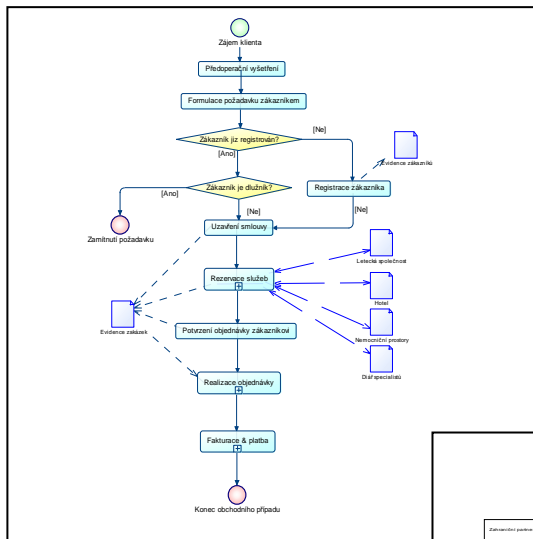 Zájem klienta
Předoperační vyšetření
Formulace požadavku zákazníkem
Zákazník jiz registrován?
[Ne]
[Ano]
Evidence zákazníků
Zákazník je dlužník?
Registrace zákazníka
[Ano]
[Ne]
[Ne]
Zamítnutí požadavku
Uzavření smlouvy
Letecká společnost
Rezervace služeb
Hotel
Evidence zakázek
Potvrzení objednávky zákazníkovi
Nemocniční prostory
Diář specialistů
Realizace objednávky
Fakturace & platba
Konec obchodního případu